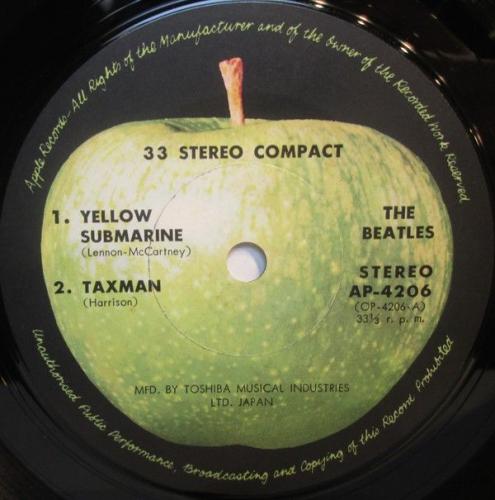 Apple Records-All Rights of the Manufacturer and of the Owner of the Recorded Work Reserved
33 STEREO COMPACT
1. YELLOW
SUBMARINE
(Lennon-McCartney)
2. TAXMAN
(Harrison)
THE
BEATLES
STEREO
AP-4206
(OP-4206-A)
33⅓ r. p. m.
MFD. BY TOSHIBA MUSICAL INDUSTRIES
LTD. JAPAN
Unauthorised Public Performance, Broadcasting and Copying of this Record Prohibited